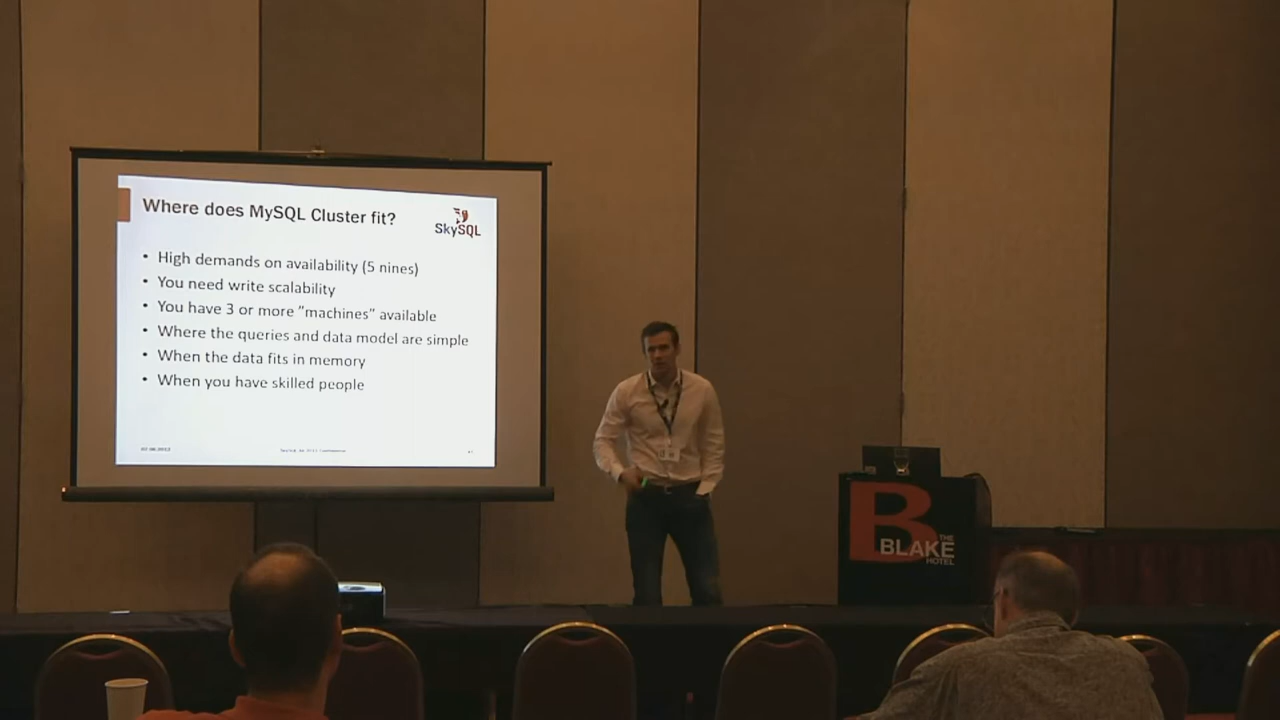 Where does MySQL Cluster fit?
SkySQL
• High demands on availability (5 nines)
• You need write scalability
• You have 3 or more "machines" available
• Where the queries and data model are simple
• When the data fits in memory
• When you have skilled people
B
THE
BLAKE
HOTEL